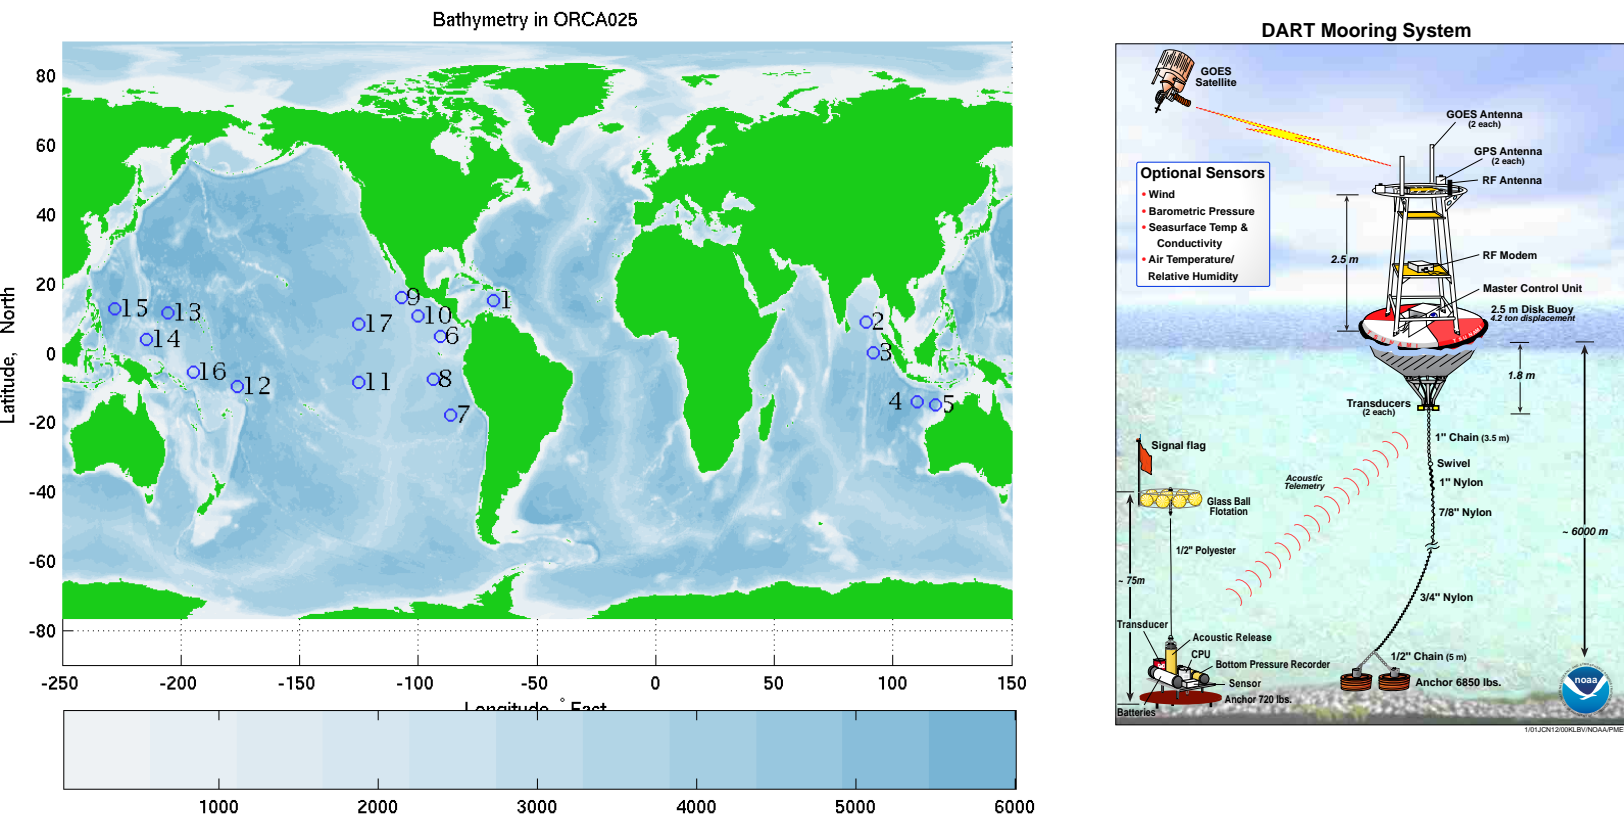 Bathymetry in ORCA025
Latitude, North
80
60
40
20
0
-20
-40
-60
-80
-250
-200
-150
-100
-50
0
50
100
150
Longitude, °East
1
2
3
4
5
6
7
8
9
10
11
12
13
14
15
16
17
1000
2000
3000
4000
5000
6000
DART Mooring System
GOES
Satellite
GOES Antenna
(2 each)
GPS Antenna
(2 each)
RF Antenna
Optional Sensors
• Wind
• Barometric Pressure
• Seasurface Temp &
Conductivity
• Air Temperature/
Relative Humidity
2.5 m
RF Modem
Master Control Unit
2.5 m Disk Buoy
4.2 ton displacement
1.8 m
Transducers
(2 each)
1" Chain (3.5 m)
Swivel
1" Nylon
7/8" Nylon
~ 6000 m
Signal flag
Acoustic
Telemetry
Glass Ball
Flotation
1/2" Polyester
~ 75m
3/4" Nylon
Transducer
Acoustic Release
CPU
Bottom Pressure Recorder
Sensor
Anchor 720 lbs.
Batteries
1/2" Chain (5 m)
Anchor 6850 lbs.
noaa
1/01JCN12/00KLBV/NOAA/PME